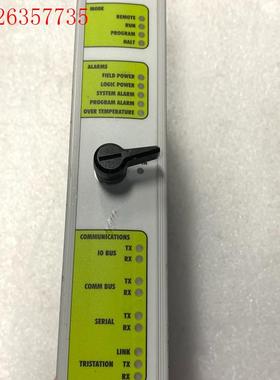 26357735
MODE
REMOTE
RUN
PROGRAM
HALT
ALARMS
FIELD POWER
LOGIC POWER
SYSTEM ALARM
PROGRAM ALARM
OVER TEMPERATURE
COMMUNICATIONS
IO BUS TX
RX
COMM BUS TX
RX
SERIAL TX
RX
LINK
TRISTATION TX
RX